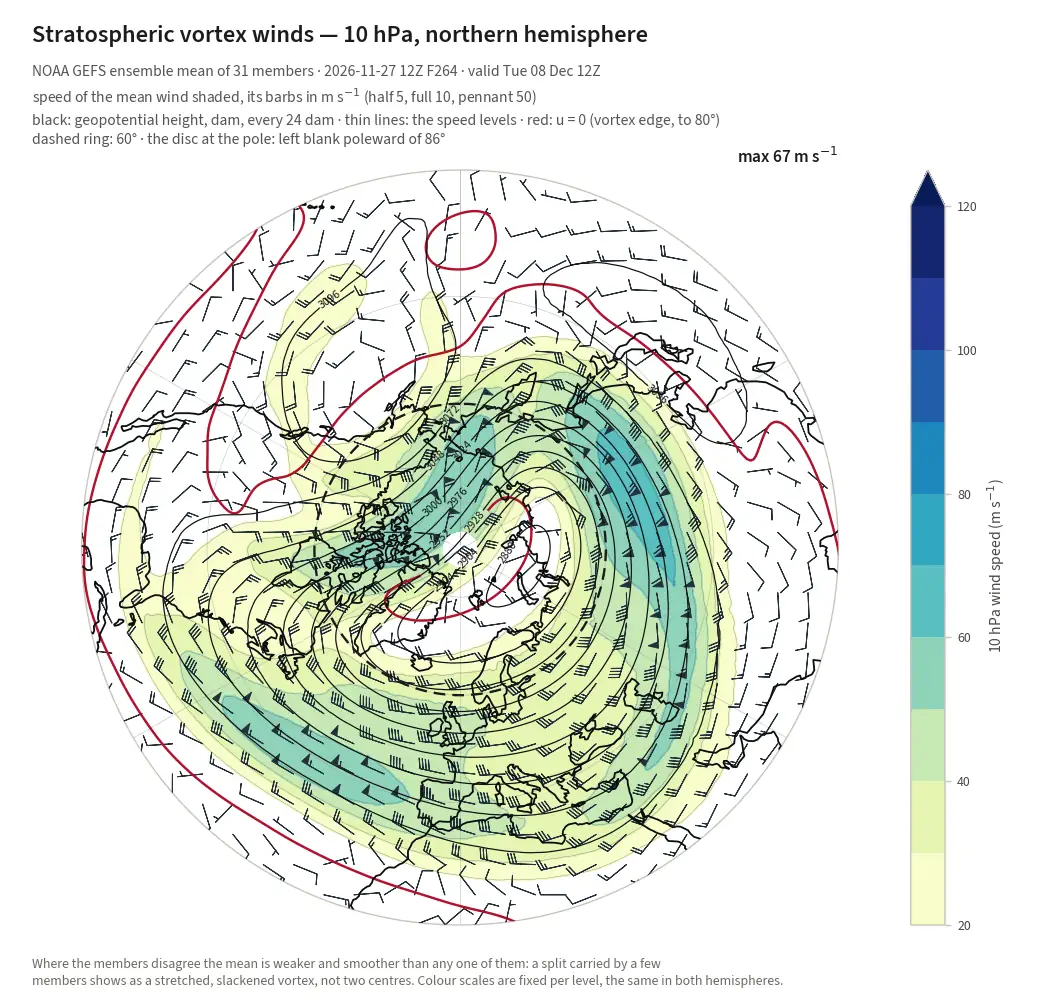 Stratospheric vortex winds — 10 hPa, northern hemisphere
NOAA GEFS ensemble mean of 31 members · 2026-11-27 12Z F264 · valid Tue 08 Dec 12Z
speed of the mean wind shaded, its barbs in m s⁻¹ (half 5, full 10, pennant 50)
black: geopotential height, dam, every 24 dam · thin lines: the speed levels · red: u = 0 (vortex edge, to 80°)
dashed ring: 60° · the disc at the pole: left blank poleward of 86°
max 67 m s⁻¹
120
100
80
60
40
20
10 hPa wind speed (m s⁻¹)
3096
3072
3048
2976
2928
2904
Where the members disagree the mean is weaker and smoother than any one of them: a split carried by a few
members shows as a stretched, slackened vortex, not two centres. Colour scales are fixed per level, the same in both hemispheres.